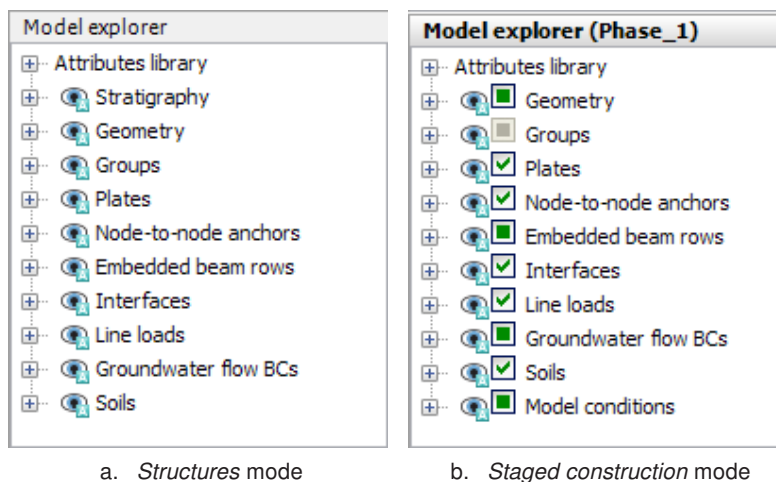 Model explorer
Attributes library
Stratigraphy
Geometry
Groups
Plates
Node-to-node anchors
Embedded beam rows
Interfaces
Line loads
Groundwater flow BCs
Soils
a. Structures mode
Model explorer (Phase_1)
Attributes library
Geometry
Groups
Plates
Node-to-node anchors
Embedded beam rows
Interfaces
Line loads
Groundwater flow BCs
Soils
Model conditions
b. Staged construction mode